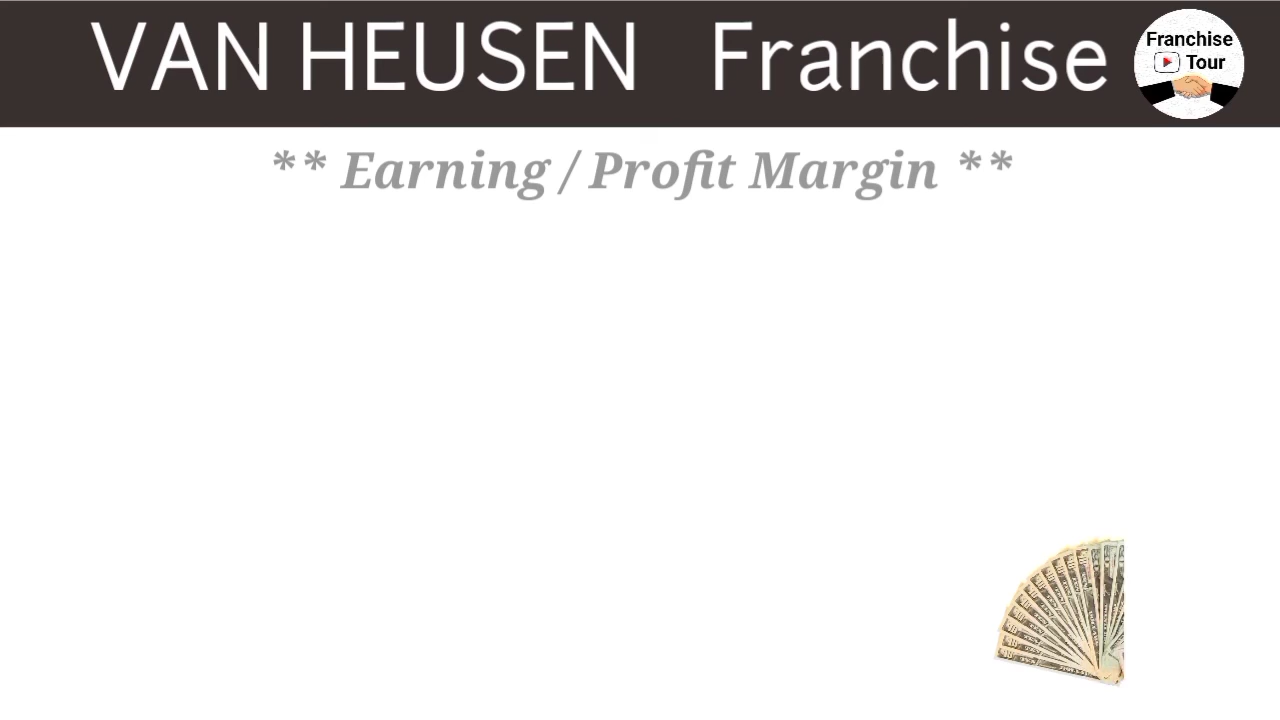 VAN HEUSEN Franchise
Franchise
Tour
** Earning / Profit Margin **